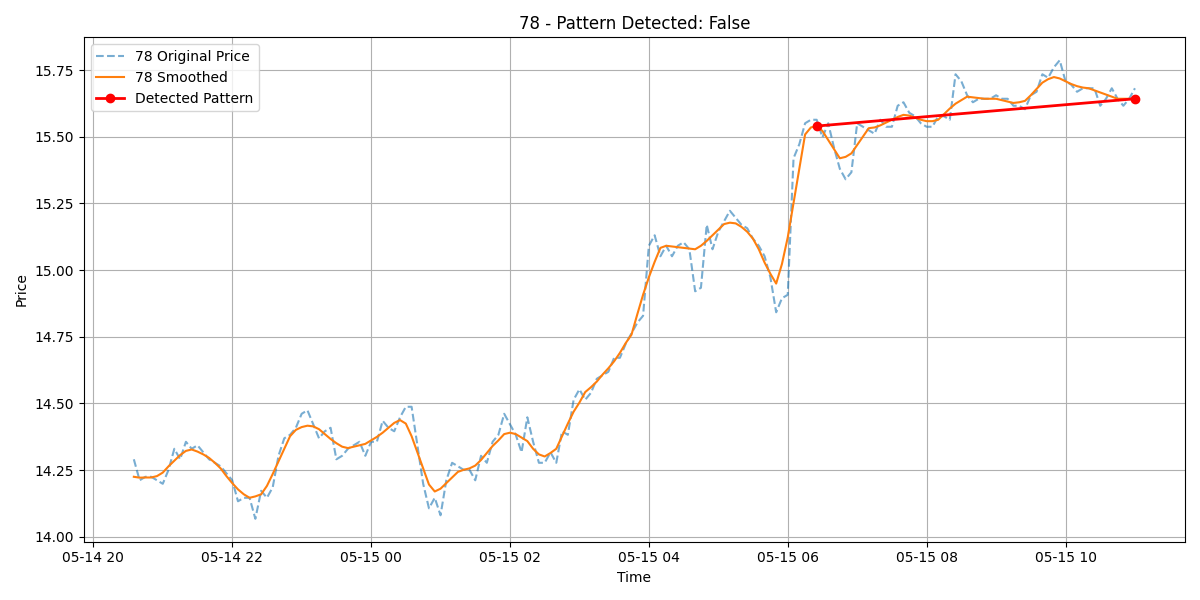 78 - Pattern Detected: False
78 Original Price
78 Smoothed
Detected Pattern
15.75
15.50
15.25
15.00
14.75
14.50
14.25
14.00
Price
05-14 20 05-14 22 05-15 00 05-15 02 05-15 04 05-15 06 05-15 08 05-15 10
Time